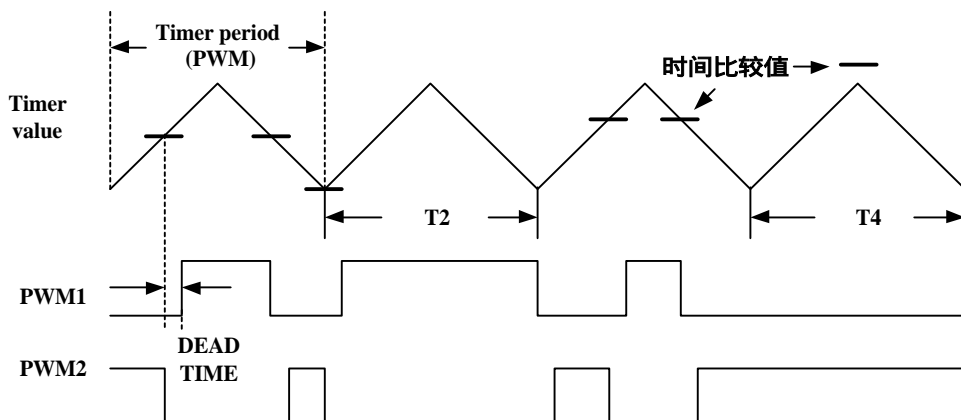 Timer period
(PWM)
时间比较值
Timer
value
T2
T4
PWM1
DEAD
TIME
PWM2